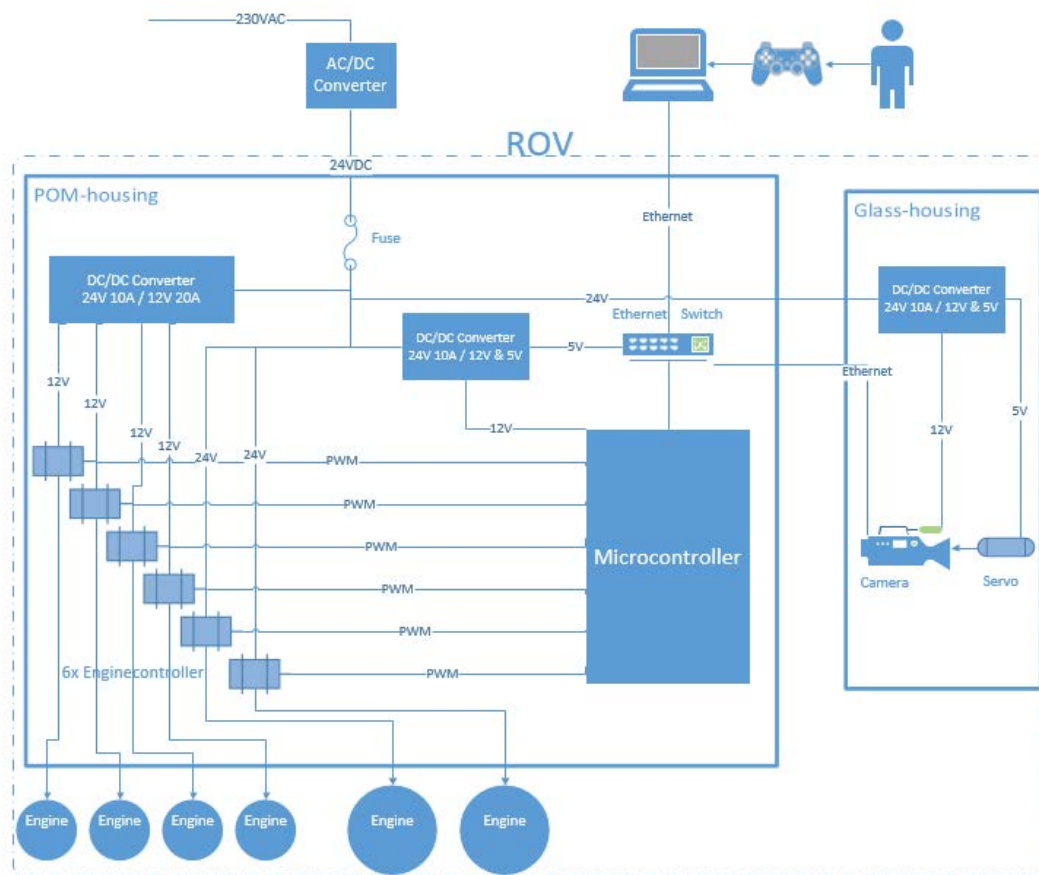 230VAC
AC/DC
Converter
ROV
24VDC
POM-housing
Ethernet
Glass-housing
Fuse
DC/DC Converter
24V 10A / 12V 20A
DC/DC Converter
24V 10A / 12V & 5V
24V
Ethernet Switch
DC/DC Converter
24V 10A / 12V & 5V
5V
Ethernet
12V
12V
12V
12V
24V
24V
12V
12V
5V
PWM
PWM
PWM
PWM
PWM
PWM
Microcontroller
Camera
Servo
6x Enginecontroller
Engine
Engine
Engine
Engine
Engine
Engine